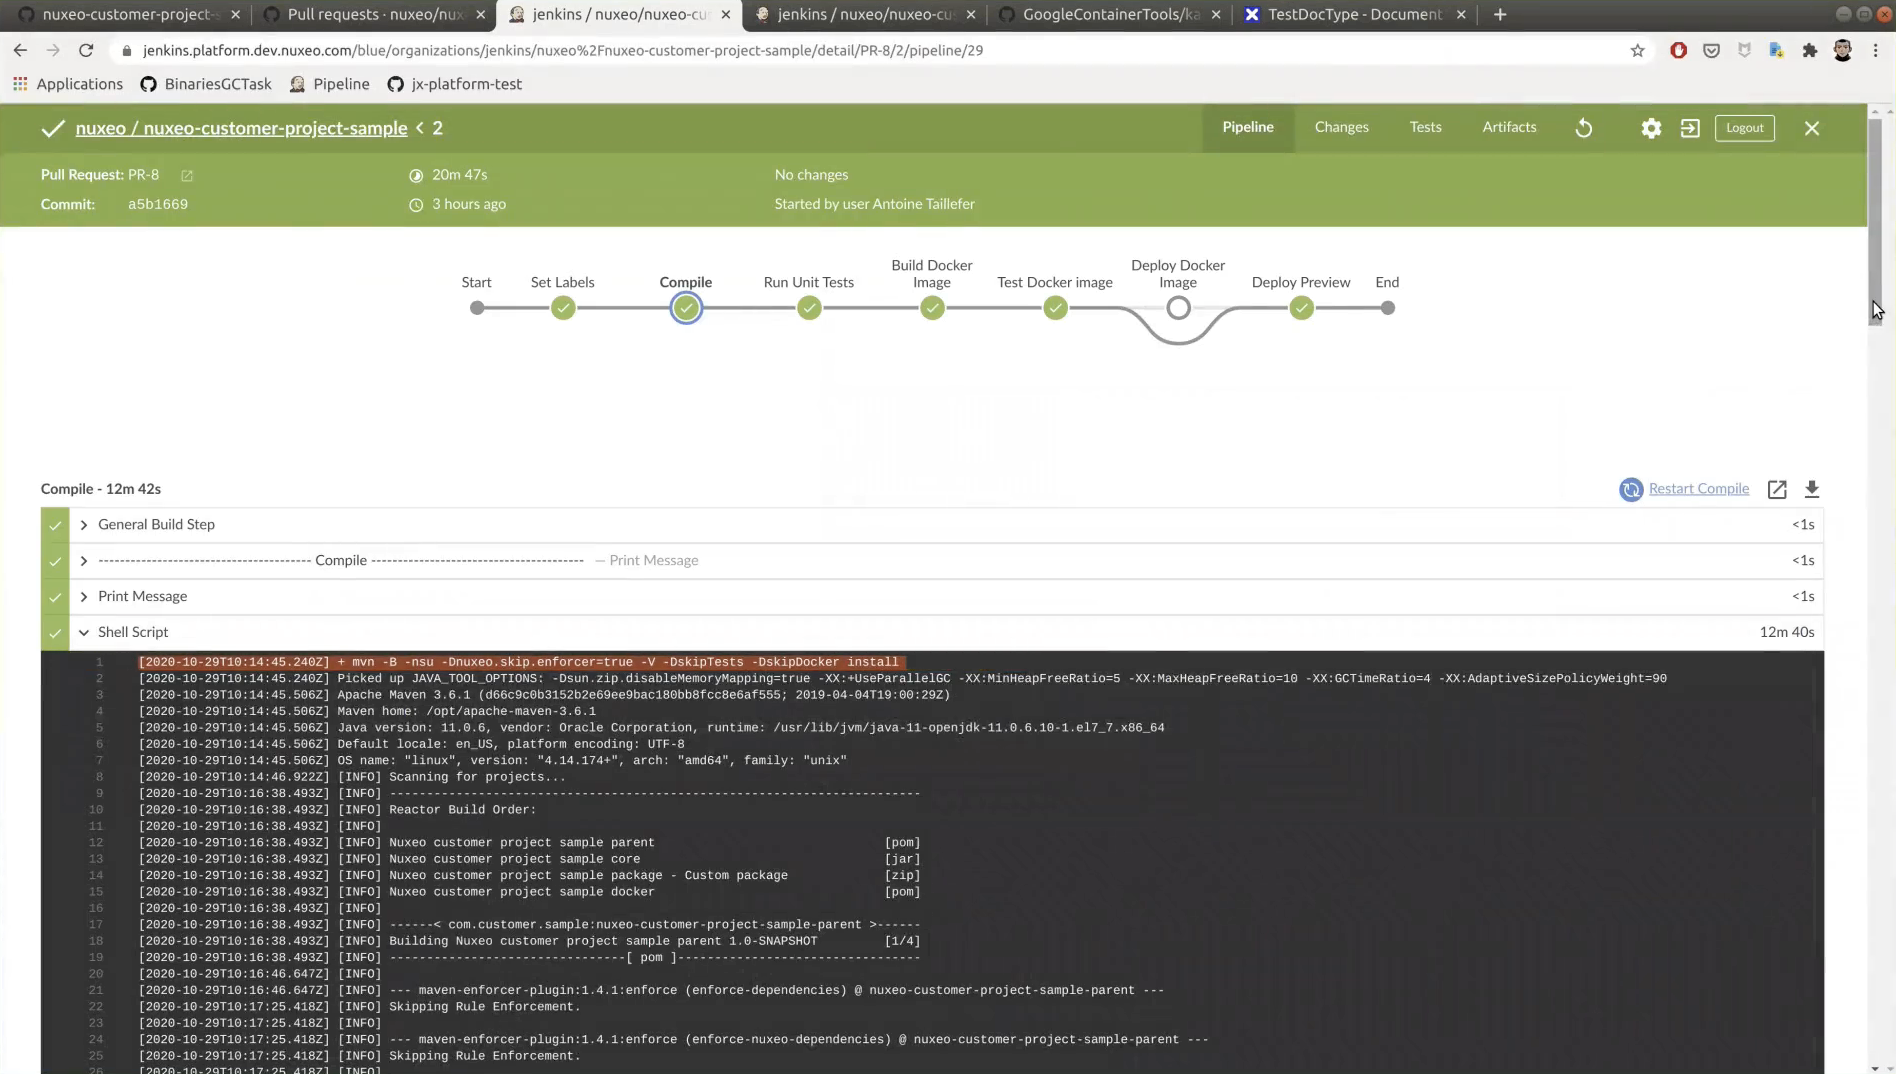 nuxeo-customer-project-
Pull requests · nuxeo/nux
jenkins / nuxeo/nuxeo-cu
jenkins / nuxeo/nuxeo-cu
GoogleContainerTools/ka
TestDocType - Document
jenkins.platform.dev.nuxeo.com/blue/organizations/jenkins/nuxeo%2Fnuxeo-customer-project-sample/detail/PR-8/2/pipeline/29
Applications
BinariesGCTask
Pipeline
jx-platform-test
nuxeo / nuxeo-customer-project-sample < 2
Pipeline
Changes
Tests
Artifacts
Logout
Pull Request: PR-8
20m 47s
No changes
Commit: a5b1669
3 hours ago
Started by user Antoine Taillefer
Start
Set Labels
Compile
Run Unit Tests
Build Docker
Image
Test Docker image
Deploy Docker
Image
Deploy Preview
End
Compile - 12m 42s
Restart Compile
General Build Step
<1s
--------------------------------------- Compile --------------------------------------- — Print Message
<1s
Print Message
<1s
Shell Script
12m 40s
1 [2020-10-29T10:14:45.240Z] + mvn -B -nsu -Dnuxeo.skip.enforcer=true -V -DskipTests -DskipDocker install
2 [2020-10-29T10:14:45.240Z] Picked up JAVA_TOOL_OPTIONS: -Dsun.zip.disableMemoryMapping=true -XX:+UseParallelGC -XX:MinHeapFreeRatio=5 -XX:MaxHeapFreeRatio=10 -XX:GCTimeRatio=4 -XX:AdaptiveSizePolicyWeight=90
3 [2020-10-29T10:14:45.506Z] Apache Maven 3.6.1 (d66c9c0b3152b2e69ee9bac180bb8fcc8e6af555; 2019-04-04T19:00:29Z)
4 [2020-10-29T10:14:45.506Z] Maven home: /opt/apache-maven-3.6.1
5 [2020-10-29T10:14:45.506Z] Java version: 11.0.6, vendor: Oracle Corporation, runtime: /usr/lib/jvm/java-11-openjdk-11.0.6.10-1.el7_7.x86_64
6 [2020-10-29T10:14:45.506Z] Default locale: en_US, platform encoding: UTF-8
7 [2020-10-29T10:14:45.506Z] OS name: "linux", version: "4.14.174+", arch: "amd64", family: "unix"
8 [2020-10-29T10:14:46.922Z] [INFO] Scanning for projects...
9 [2020-10-29T10:16:38.493Z] [INFO] ------------------------------------------------------------------------
10 [2020-10-29T10:16:38.493Z] [INFO] Reactor Build Order:
11 [2020-10-29T10:16:38.493Z] [INFO]
12 [2020-10-29T10:16:38.493Z] [INFO] Nuxeo customer project sample parent [pom]
13 [2020-10-29T10:16:38.493Z] [INFO] Nuxeo customer project sample core [jar]
14 [2020-10-29T10:16:38.493Z] [INFO] Nuxeo customer project sample package - Custom package [zip]
15 [2020-10-29T10:16:38.493Z] [INFO] Nuxeo customer project sample docker [pom]
16 [2020-10-29T10:16:38.493Z] [INFO]
17 [2020-10-29T10:16:38.493Z] [INFO] ------< com.customer.sample:nuxeo-customer-project-sample-parent >------
18 [2020-10-29T10:16:38.493Z] [INFO] Building Nuxeo customer project sample parent 1.0-SNAPSHOT [1/4]
19 [2020-10-29T10:16:38.493Z] [INFO] --------------------------------[ pom ]---------------------------------
20 [2020-10-29T10:16:46.647Z] [INFO]
21 [2020-10-29T10:16:46.647Z] [INFO] --- maven-enforcer-plugin:1.4.1:enforce (enforce-dependencies) @ nuxeo-customer-project-sample-parent ---
22 [2020-10-29T10:17:25.418Z] [INFO] Skipping Rule Enforcement.
23 [2020-10-29T10:17:25.418Z] [INFO]
24 [2020-10-29T10:17:25.418Z] [INFO] --- maven-enforcer-plugin:1.4.1:enforce (enforce-nuxeo-dependencies) @ nuxeo-customer-project-sample-parent ---
25 [2020-10-29T10:17:25.418Z] [INFO] Skipping Rule Enforcement.
26 [2020-10-29T10:17:25.418Z] [INFO]